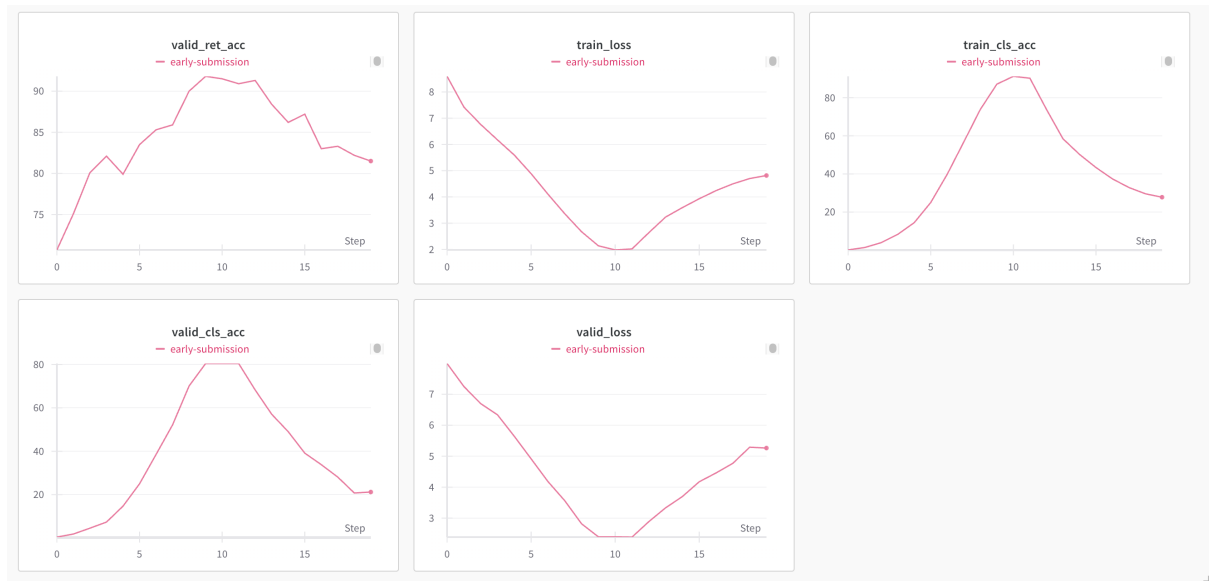 valid_ret_acc
early-submission
90
85
80
75
Step
0 5 10 15
train_loss
early-submission
8
7
6
5
4
3
2
Step
0 5 10 15
train_cls_acc
early-submission
80
60
40
20
Step
0 5 10 15
valid_cls_acc
early-submission
80
60
40
20
Step
0 5 10 15
valid_loss
early-submission
7
6
5
4
3
Step
0 5 10 15